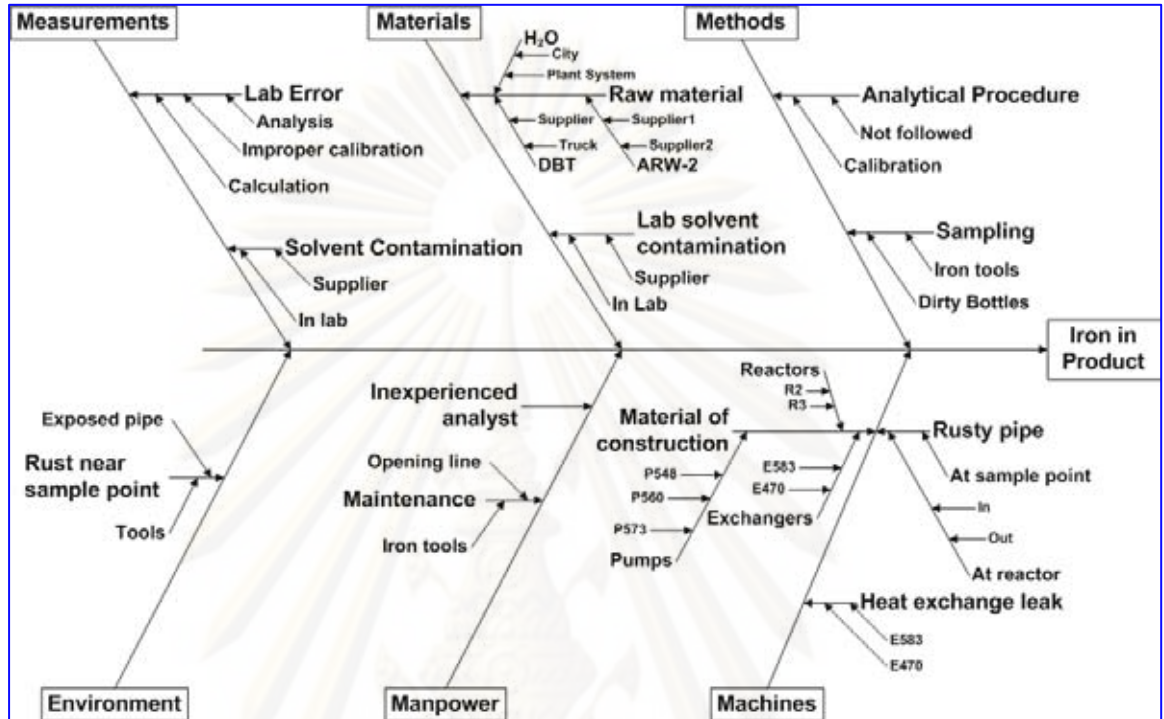 Measurements
Materials
Methods
Lab Error
Analysis
Improper calibration
Calculation
Solvent Contamination
Supplier
In lab
H₂O
City
Plant System
Raw material
Supplier
Truck
DBT
Supplier1
Supplier2
ARW-2
Lab solvent
contamination
Supplier
In Lab
Analytical Procedure
Not followed
Calibration
Sampling
Iron tools
Dirty Bottles
Iron in
Product
Exposed pipe
Rust near
sample point
Tools
Inexperienced
analyst
Opening line
Maintenance
Iron tools
Reactors
R2
R3
Material of
construction
P548
P560
P573
Pumps
E583
E470
Exchangers
Rusty pipe
At sample point
In
Out
At reactor
Heat exchange leak
E583
E470
Environment
Manpower
Machines